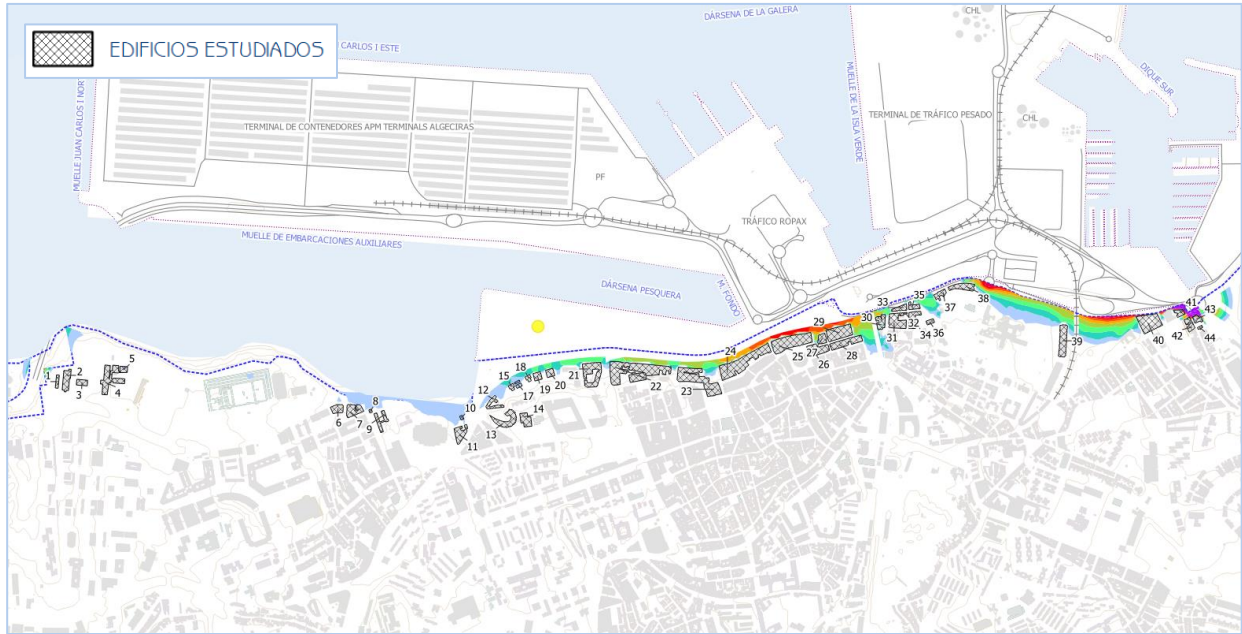 EDIFICIOS ESTUDIADOS
DÁRSENA DE LA GALERA
CHL
CARLOS I ESTE
MUELLE JUAN CARLOS I NORT
MUELLE DE LA ISLA VERDE
DIQUE SUR
TERMINAL DE CONTENEDORES APM TERMINALS ALGECIRAS
TERMINAL DE TRÁFICO PESADO
CHL
PF
TRÁFICO ROPAX
MUELLE DE EMBARCACIONES AUXILIARES
DÁRSENA PESQUERA
M. FONDO
1
2
3
4
5
6
7
8
9
10
11
12
13
14
15
17
18
19
20
21
22
23
24
25
26
27
28
29
30
31
32
33
34
35
36
37
38
39
40
41
42
43
44